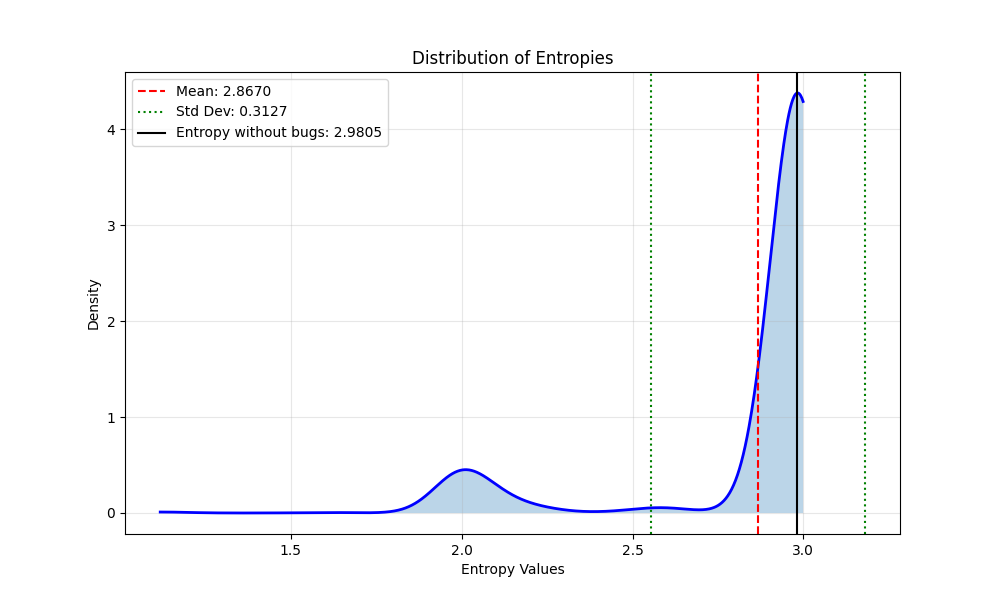 Distribution of Entropies
Mean: 2.8670
Std Dev: 0.3127
Entropy without bugs: 2.9805
Density
4
3
2
1
0
1.5 2.0 2.5 3.0
Entropy Values